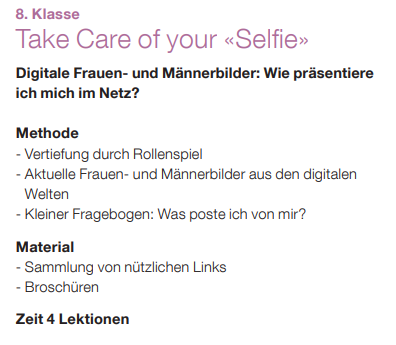 8. Klasse
Take Care of your «Selfie»
Digitale Frauen- und Männerbilder: Wie präsentiere
ich mich im Netz?
Methode
- Vertiefung durch Rollenspiel
- Aktuelle Frauen- und Männerbilder aus den digitalen
Welten
- Kleiner Fragebogen: Was poste ich von mir?
Material
- Sammlung von nützlichen Links
- Broschüren
Zeit 4 Lektionen